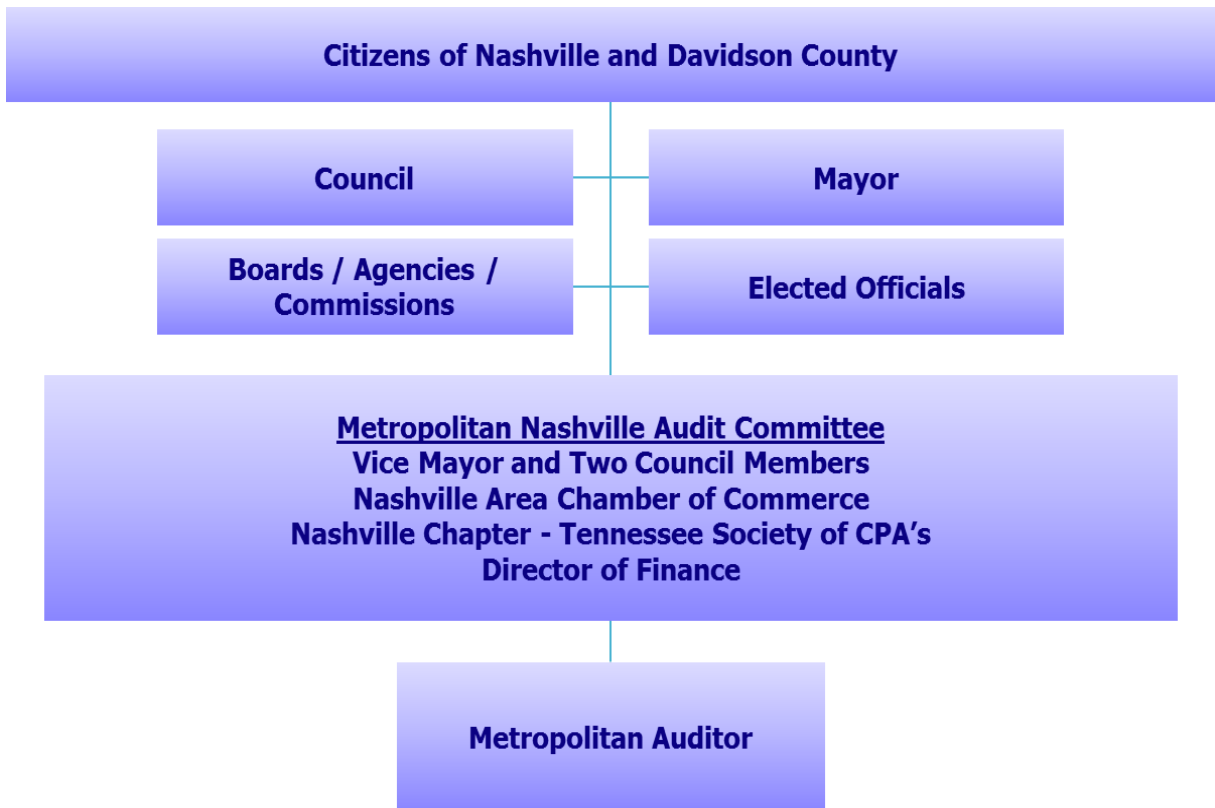 Citizens of Nashville and Davidson County
Council
Mayor
Boards / Agencies /
Commissions
Elected Officials
Metropolitan Nashville Audit Committee
Vice Mayor and Two Council Members
Nashville Area Chamber of Commerce
Nashville Chapter - Tennessee Society of CPA’s
Director of Finance
Metropolitan Auditor